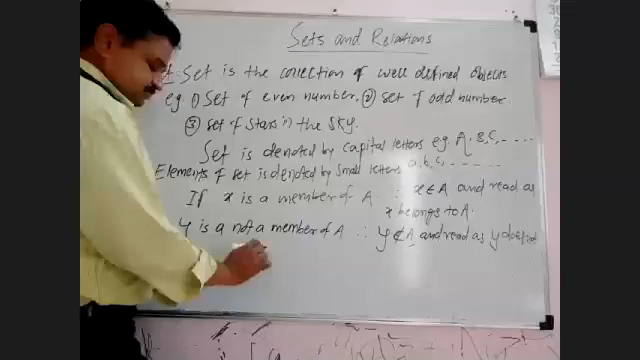 Sets and Relations
Set :- Set is the collection of well defined objects
eg ① Set of even number. ② set of odd number
③ set of stars in the sky.
Set is denoted by capital letters eg. A, B, C, ......
Elements of set is denoted by small letters a, b, c, ......
If x is a member of A ∴ x ∈ A and read as
x belongs to A.
y is a not a member of A ∴ y ∉ A and read as y does not